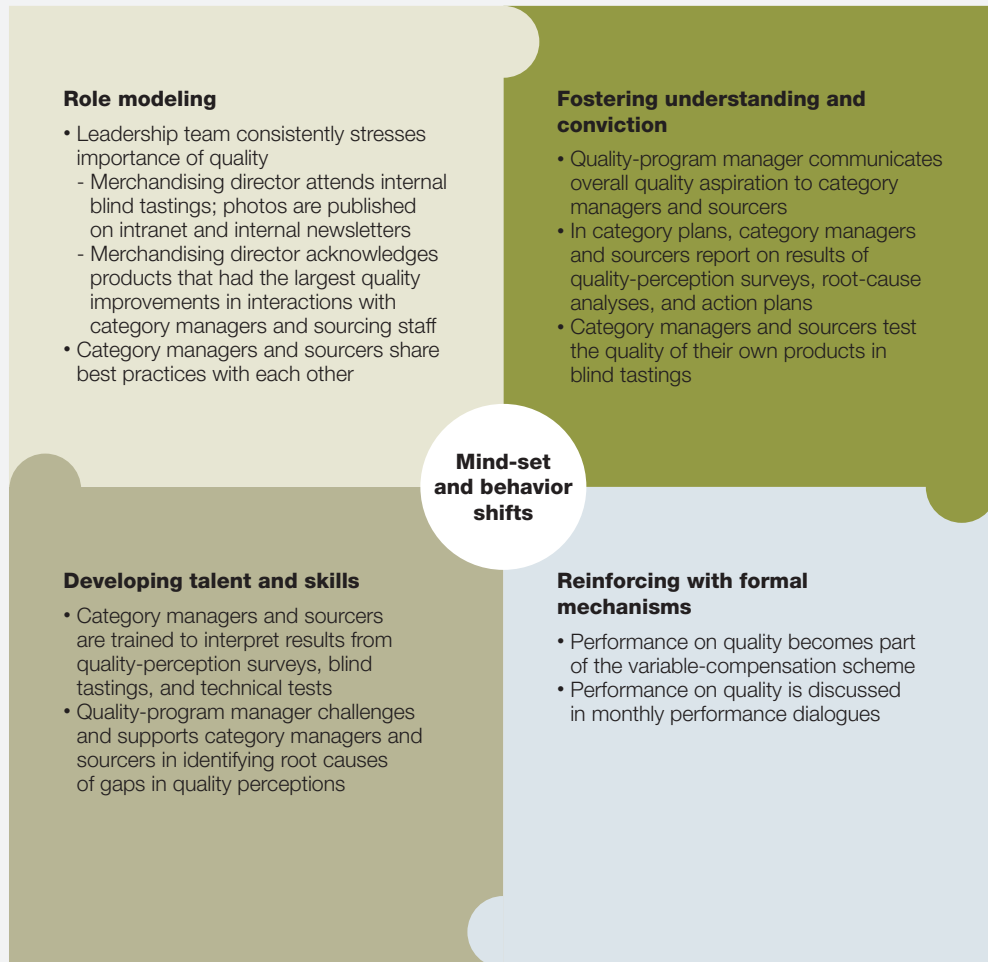 Role modeling
• Leadership team consistently stresses
importance of quality
- Merchandising director attends internal
blind tastings; photos are published
on intranet and internal newsletters
- Merchandising director acknowledges
products that had the largest quality
improvements in interactions with
category managers and sourcing staff
• Category managers and sourcers share
best practices with each other
Fostering understanding and
conviction
• Quality-program manager communicates
overall quality aspiration to category
managers and sourcers
• In category plans, category managers
and sourcers report on results of
quality-perception surveys, root-cause
analyses, and action plans
• Category managers and sourcers test
the quality of their own products in
blind tastings
Mind-set
and behavior
shifts
Developing talent and skills
• Category managers and sourcers
are trained to interpret results from
quality-perception surveys, blind
tastings, and technical tests
• Quality-program manager challenges
and supports category managers and
sourcers in identifying root causes
of gaps in quality perceptions
Reinforcing with formal
mechanisms
• Performance on quality becomes part
of the variable-compensation scheme
• Performance on quality is discussed
in monthly performance dialogues